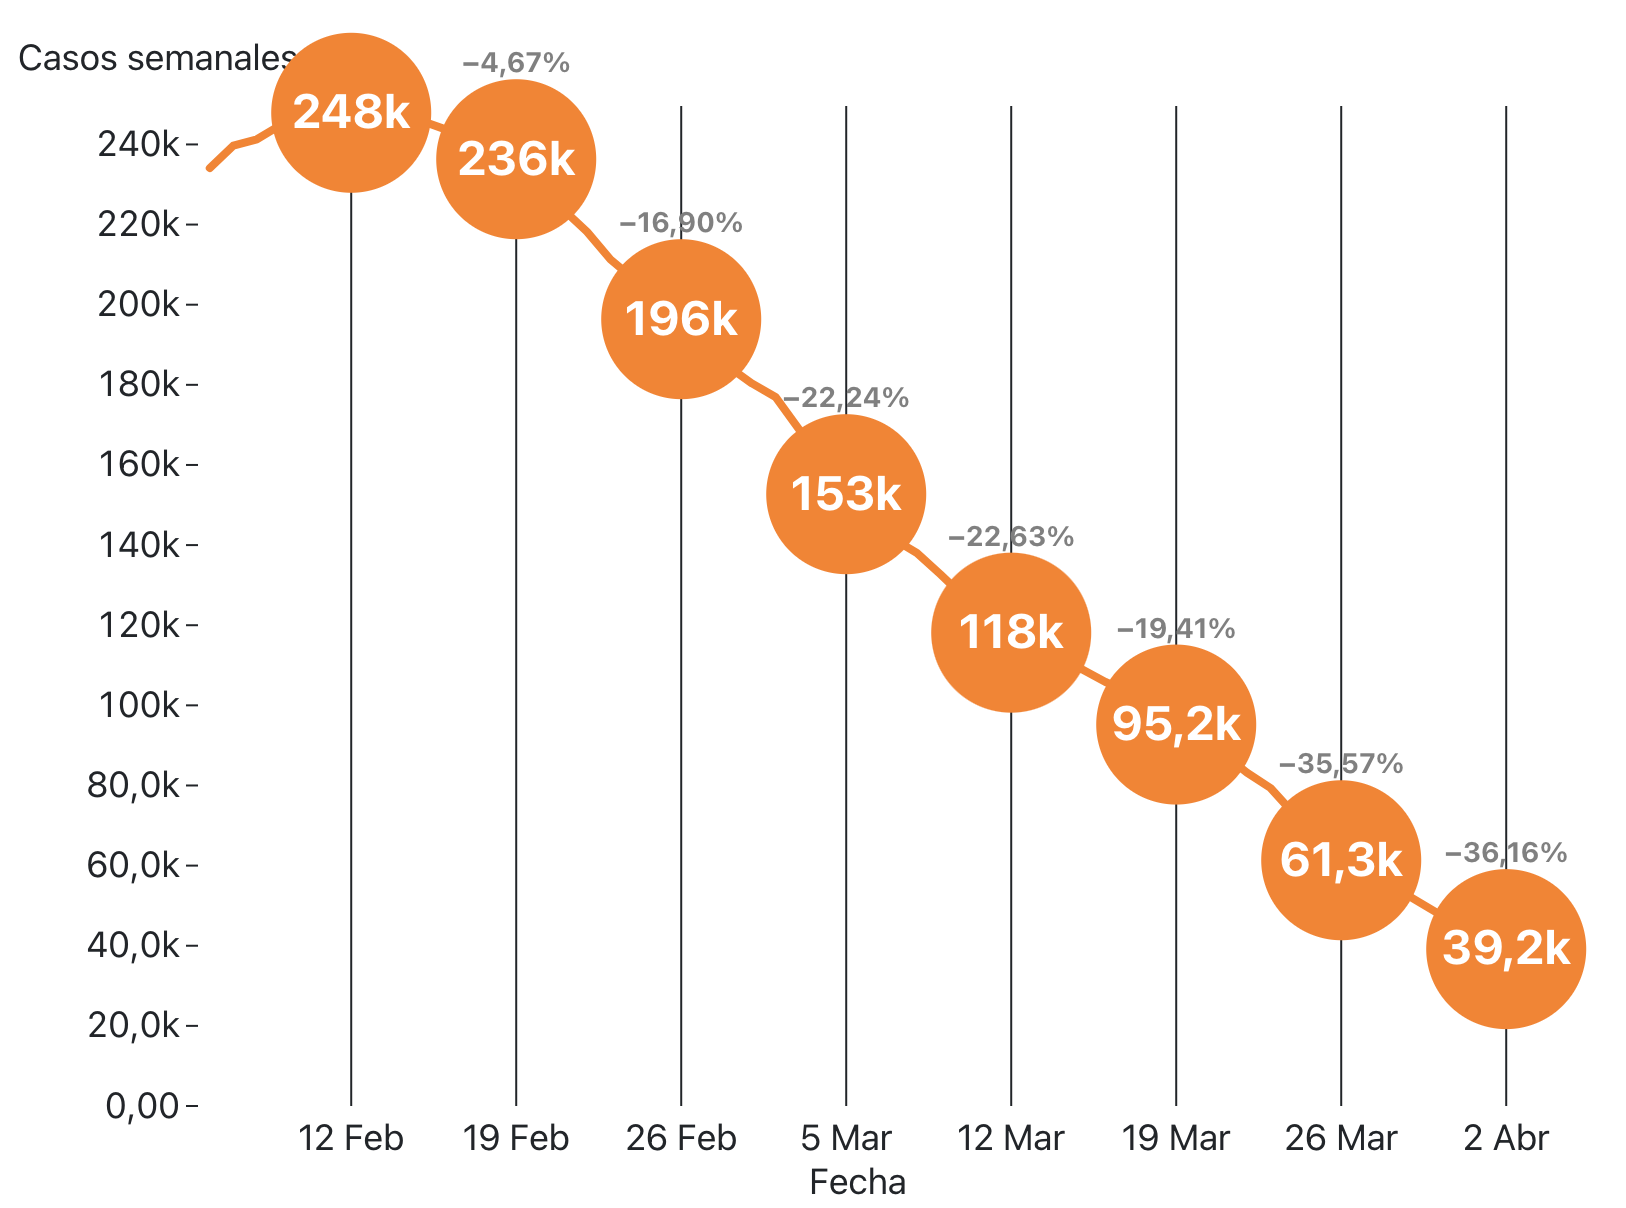 Casos semanales
248k
−4,67%
236k
−16,90%
196k
−22,24%
153k
−22,63%
118k
−19,41%
95,2k
−35,57%
61,3k
−36,16%
39,2k
240k
220k
200k
180k
160k
140k
120k
100k
80,0k
60,0k
40,0k
20,0k
0,00
12 Feb 19 Feb 26 Feb 5 Mar 12 Mar 19 Mar 26 Mar 2 Abr
Fecha